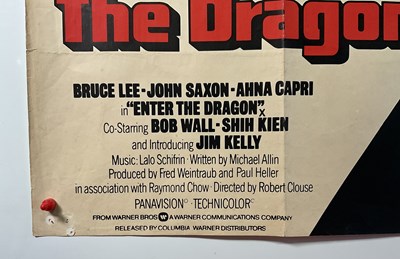 The Dragon
BRUCE LEE · JOHN SAXON · AHNA CAPRI
in "ENTER THE DRAGON" X
Co-Starring BOB WALL · SHIH KIEN
and Introducing JIM KELLY
Music: Lalo Schifrin · Written by Michael Allin
Produced by Fred Weintraub and Paul Heller
in association with Raymond Chow · Directed by Robert Clouse
PANAVISION® · TECHNICOLOR®
FROM WARNER BROS A WARNER COMMUNICATIONS COMPANY
RELEASED BY COLUMBIA WARNER DISTRIBUTORS